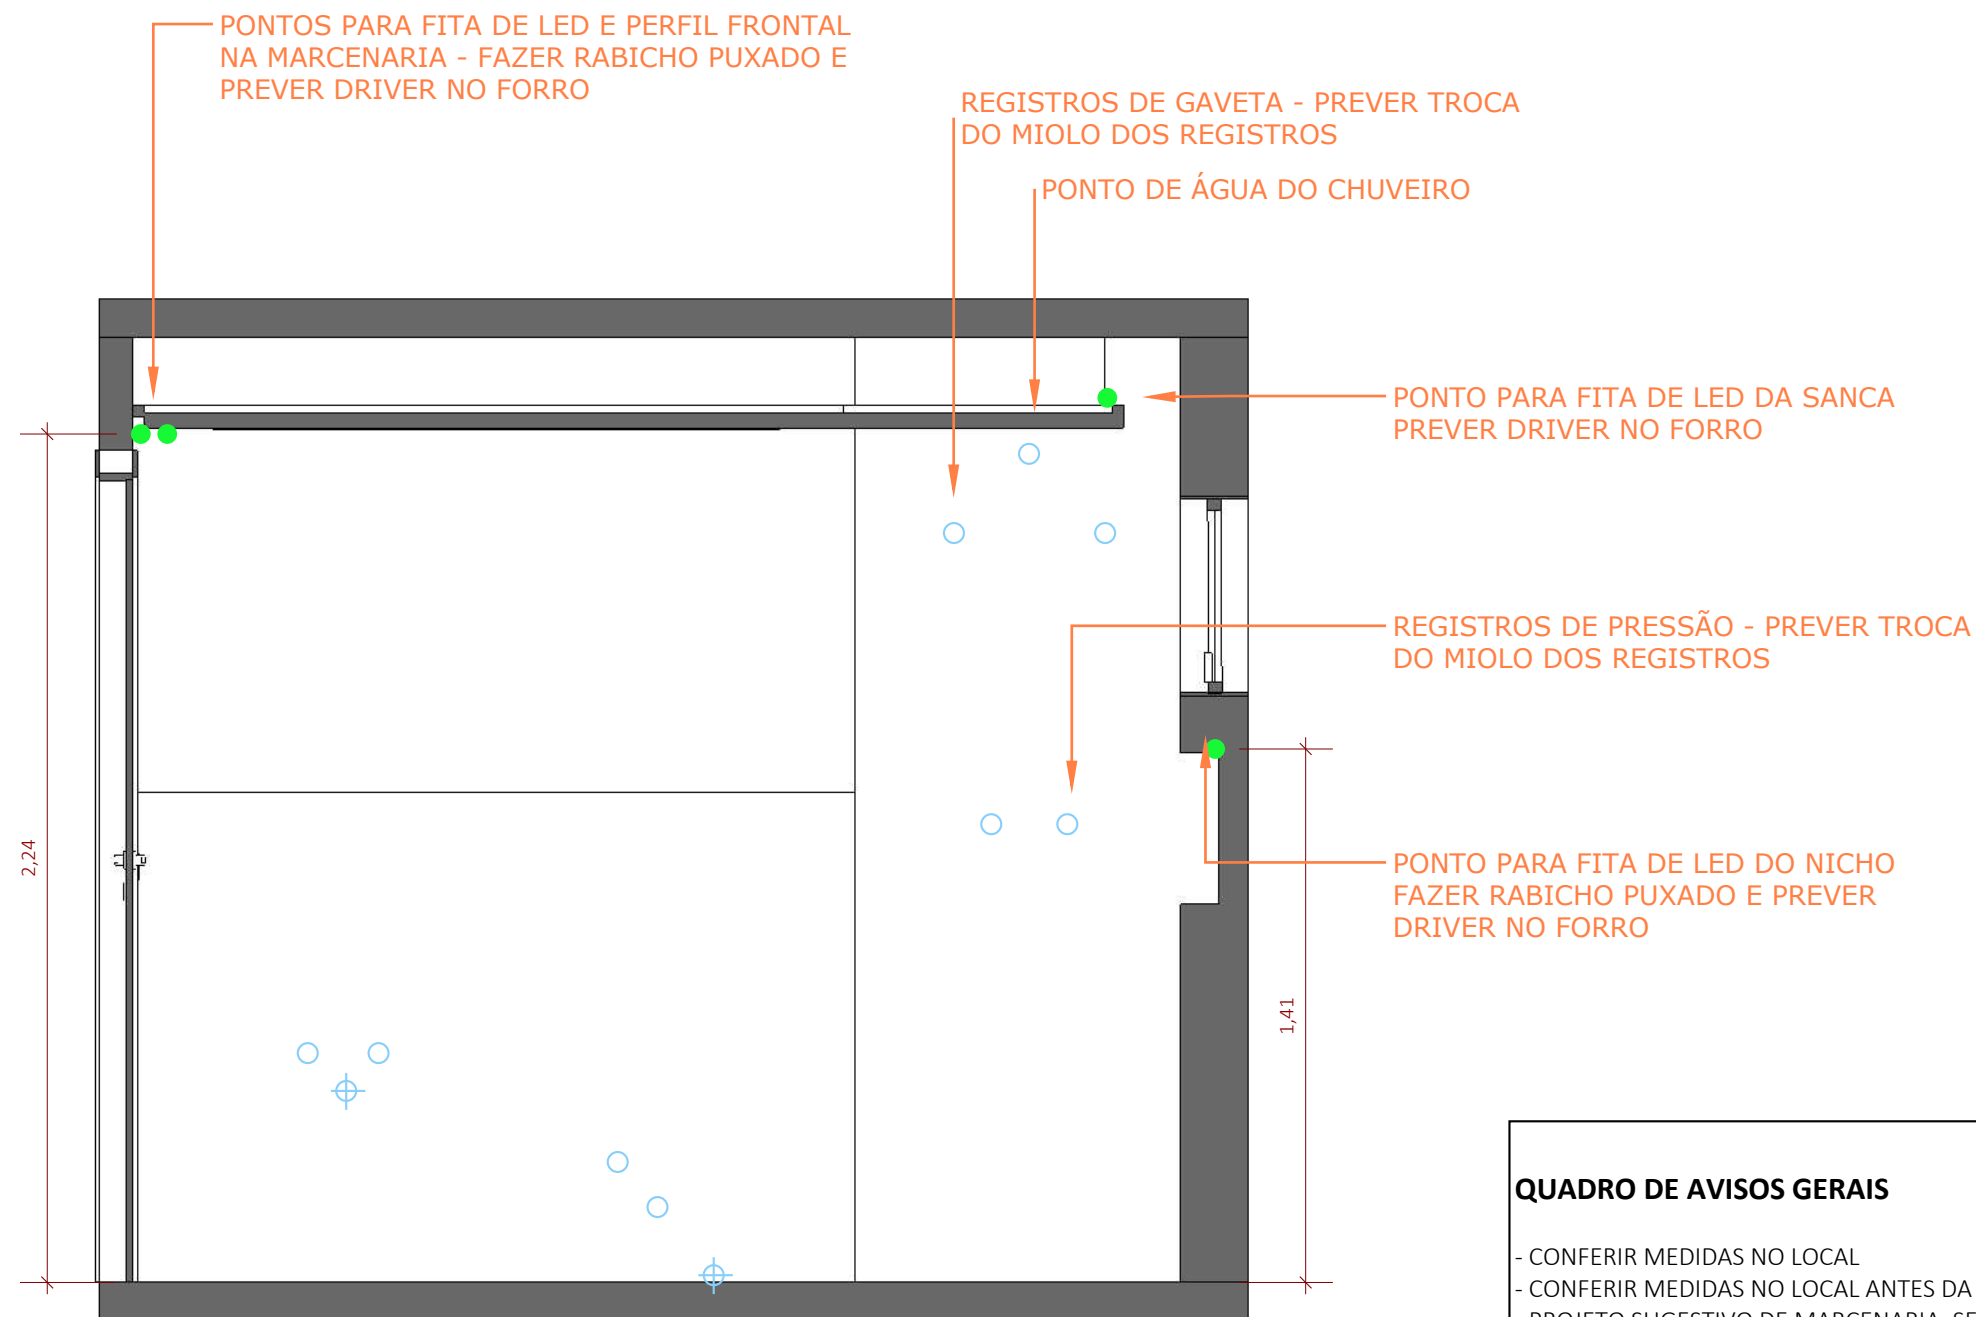 PONTOS PARA FITA DE LED E PERFIL FRONTAL
NA MARCENARIA - FAZER RABICHO PUXADO E
PREVER DRIVER NO FORRO
REGISTROS DE GAVETA - PREVER TROCA
DO MIOLO DOS REGISTROS
PONTO DE ÁGUA DO CHUVEIRO
PONTO PARA FITA DE LED DA SANCA
PREVER DRIVER NO FORRO
REGISTROS DE PRESSÃO - PREVER TROCA
DO MIOLO DOS REGISTROS
2,24
PONTO PARA FITA DE LED DO NICHO
FAZER RABICHO PUXADO E PREVER
DRIVER NO FORRO
1,41
QUADRO DE AVISOS GERAIS
- CONFERIR MEDIDAS NO LOCAL
- CONFERIR MEDIDAS NO LOCAL ANTES DA
PROJETO SUGESTIVO DE MARCENARIA